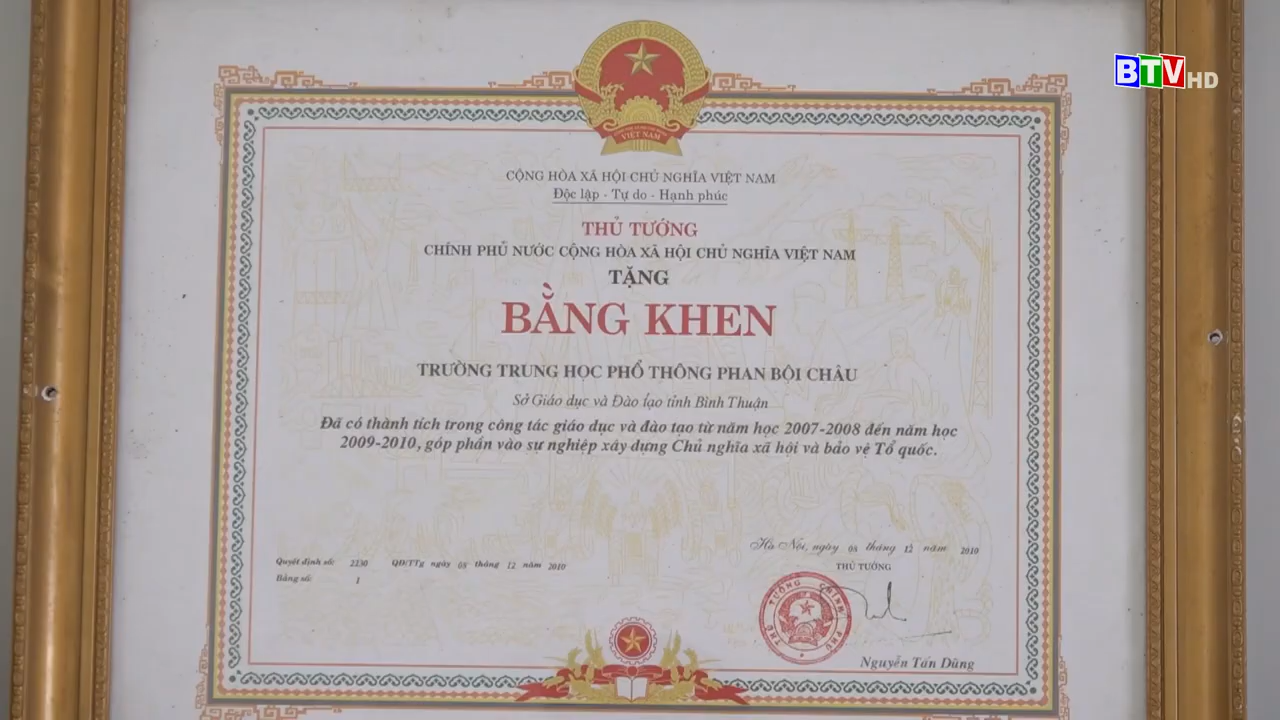 BTV HD
VIỆT NAM
CỘNG HÒA XÃ HỘI CHỦ NGHĨA VIỆT NAM
Độc lập - Tự do - Hạnh phúc
THỦ TƯỚNG
CHÍNH PHỦ NƯỚC CỘNG HÒA XÃ HỘI CHỦ NGHĨA VIỆT NAM
TẶNG
BẰNG KHEN
TRƯỜNG TRUNG HỌC PHỔ THÔNG PHAN BỘI CHÂU
Sở Giáo dục và Đào tạo tỉnh Bình Thuận
Đã có thành tích trong công tác giáo dục và đào tạo từ năm học 2007-2008 đến năm học
2009-2010, góp phần vào sự nghiệp xây dựng Chủ nghĩa xã hội và bảo vệ Tổ quốc.
Hà Nội, ngày 08 tháng 12 năm 2010
Quyết định số: 2230 QĐ/TTg ngày 08 tháng 12 năm 2010
THỦ TƯỚNG
Bằng số: 1
THỦ TƯỚNG CHÍNH PHỦ
Nguyễn Tấn Dũng